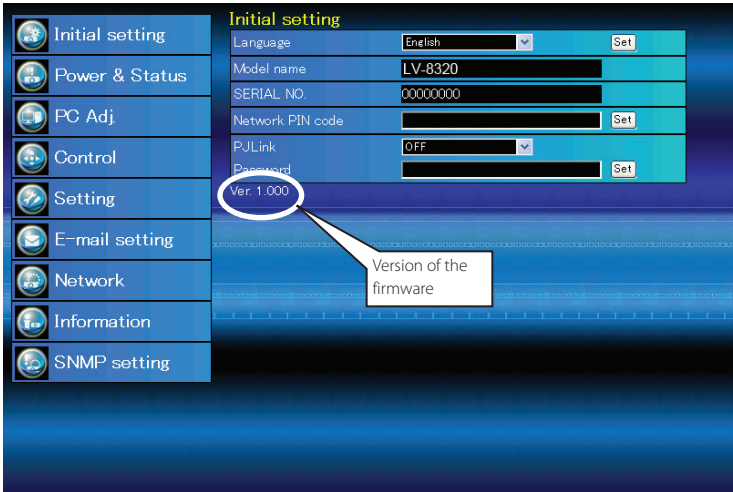 Initial setting
Power & Status
PC Adj.
Control
Setting
E-mail setting
Network
Information
SNMP setting
Initial setting
Language English Set
Model name LV-8320
SERIAL NO. 00000000
Network PIN code Set
PJLink OFF
Password Set
Ver. 1.000
Version of the
firmware